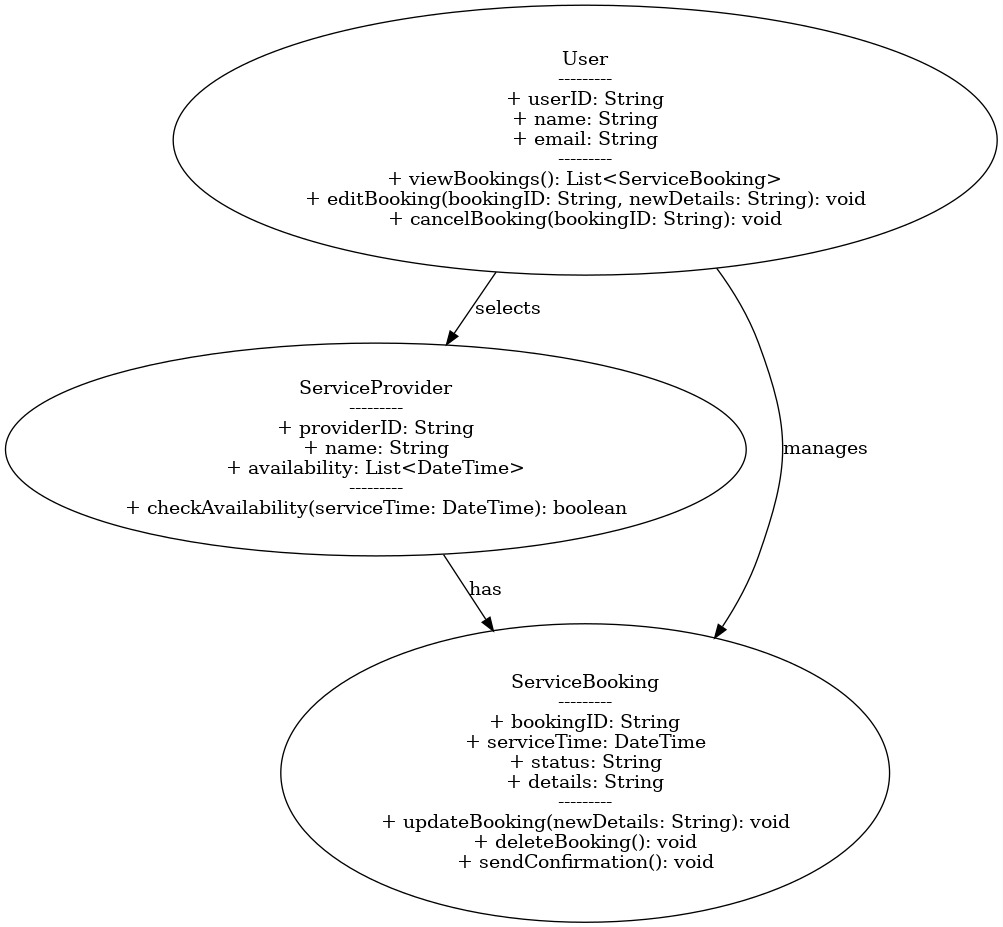 User
---------
+ userID: String
+ name: String
+ email: String
---------
+ viewBookings(): List<ServiceBooking>
+ editBooking(bookingID: String, newDetails: String): void
+ cancelBooking(bookingID: String): void
selects
ServiceProvider
---------
+ providerID: String
+ name: String
+ availability: List<DateTime>
---------
+ checkAvailability(serviceTime: DateTime): boolean
manages
has
ServiceBooking
---------
+ bookingID: String
+ serviceTime: DateTime
+ status: String
+ details: String
---------
+ updateBooking(newDetails: String): void
+ deleteBooking(): void
+ sendConfirmation(): void